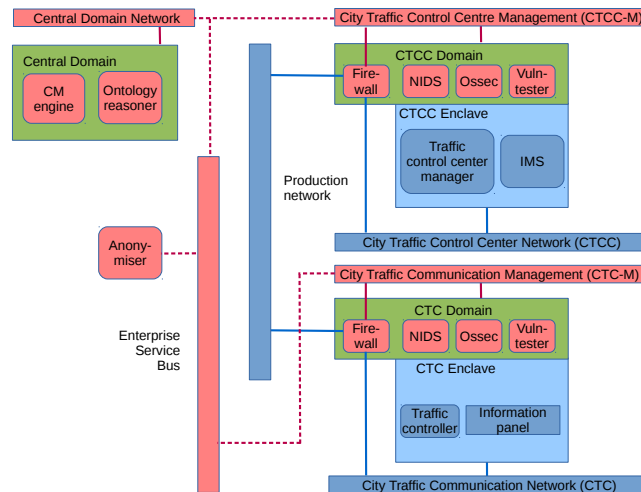 Central Domain Network
City Traffic Control Centre Management (CTCC-M)
Central Domain
CM
engine
Ontology
reasoner
CTCC Domain
Fire-
wall
NIDS
Ossec
Vuln-
tester
CTCC Enclave
Traffic
control center
manager
IMS
Production
network
City Traffic Control Center Network (CTCC)
Anony-
miser
City Traffic Communication Management (CTC-M)
CTC Domain
Fire-
wall
NIDS
Ossec
Vuln-
tester
Enterprise
Service
Bus
CTC Enclave
Traffic
controller
Information
panel
City Traffic Communication Network (CTC)